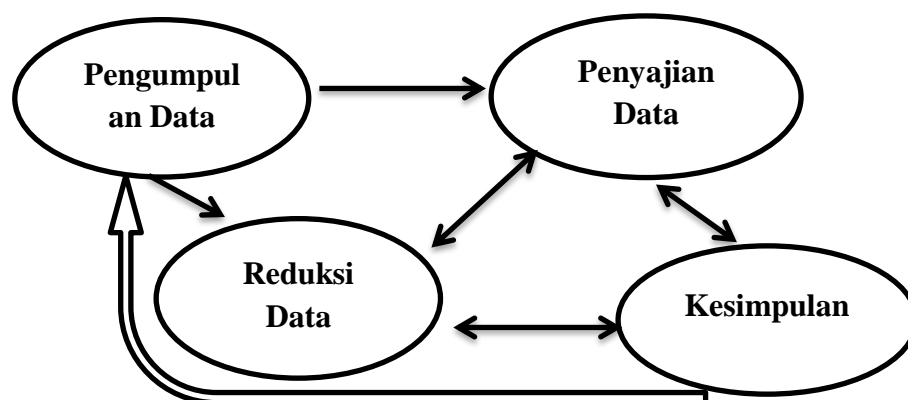 Pengumpul
an Data
Penyajian
Data
Reduksi
Data
Kesimpulan